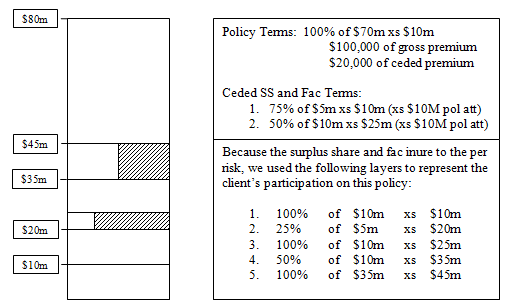 $80m
$45m
$35m
$20m
$10m
Policy Terms: 100% of $70m xs $10m
$100,000 of gross premium
$20,000 of ceded premium
Ceded SS and Fac Terms:
1. 75% of $5m xs $10m (xs $10M pol att)
2. 50% of $10m xs $25m (xs $10M pol att)
Because the surplus share and fac inure to the per
risk, we used the following layers to represent the
client's participation on this policy:
1. 100% of $10m xs $10m
2. 25% of $5m xs $20m
3. 100% of $10m xs $25m
4. 50% of $10m xs $35m
5. 100% of $35m xs $45m